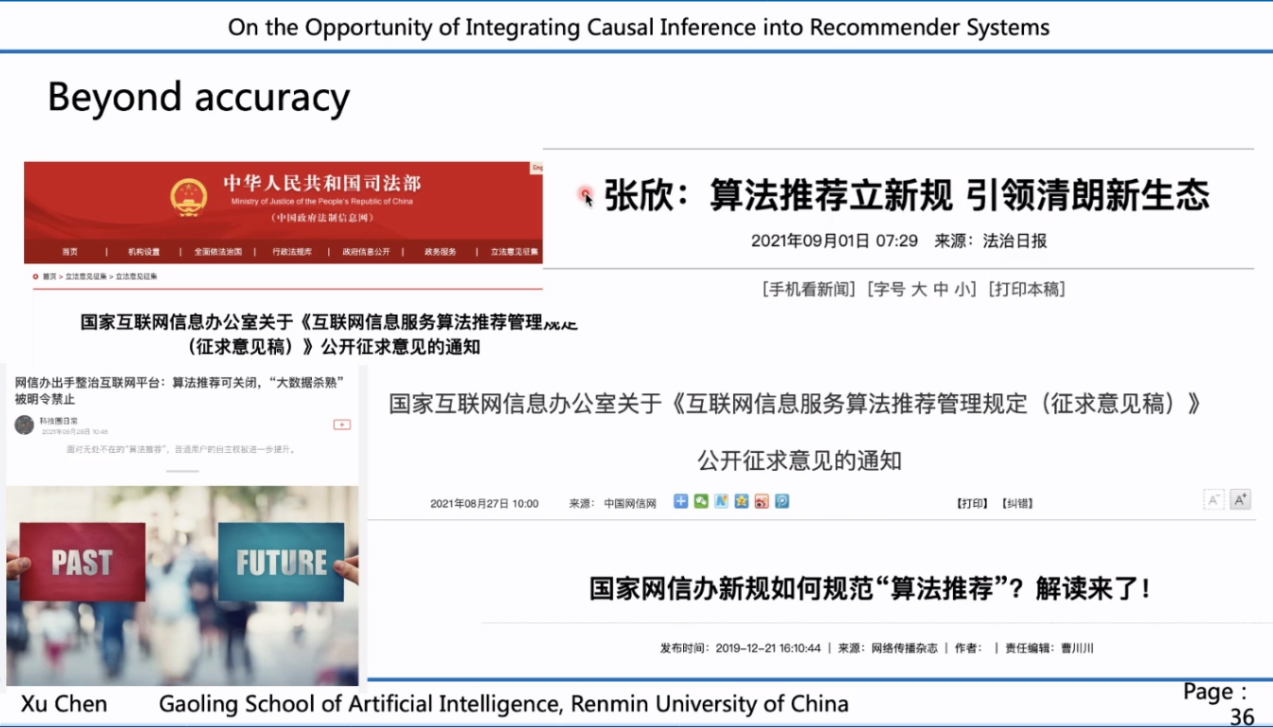 On the Opportunity of Integrating Causal Inference into Recommender Systems
Beyond accuracy
Eng
中华人民共和国司法部
Ministry of Justice of the People's Republic of China
（中国政府法制信息网）
首页 | 机构设置 | 全面依法治国 | 行政法规库 | 政府信息公开 | 政务服务 | 立法意见征集
首页 > 立法意见征集 > 立法意见征集
国家互联网信息办公室关于《互联网信息服务算法推荐管理规定
（征求意见稿）》公开征求意见的通知
张欣：算法推荐立新规 引领清朗新生态
2021年09月01日 07:29 来源：法治日报
[手机看新闻] [字号 大 中 小] [打印本稿]
网信办出手整治互联网平台：算法推荐可关闭，“大数据杀熟”
被明令禁止
科技圈日常
面对无处不在的“算法推荐”，普通用户的自主权被进一步提升。
PAST
FUTURE
国家互联网信息办公室关于《互联网信息服务算法推荐管理规定（征求意见稿）》
公开征求意见的通知
2021年08月27日 10:00 来源： 中国网信网 【打印】【纠错】 A- A+
国家网信办新规如何规范“算法推荐”？解读来了！
发布时间：2019-12-21 16:10:44 | 来源：网络传播杂志 | 作者： | 责任编辑：曹川川
Xu Chen Gaoling School of Artificial Intelligence, Renmin University of China
Page：
36